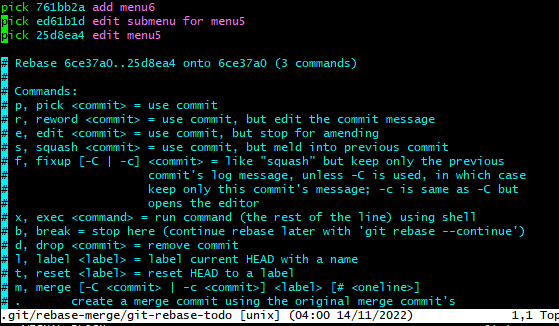 pick 761bb2a add menu6
pick ed61b1d edit submenu for menu5
pick 25d8ea4 edit menu5
# Rebase 6ce37a0..25d8ea4 onto 6ce37a0 (3 commands)
#
# Commands:
# p, pick <commit> = use commit
# r, reword <commit> = use commit, but edit the commit message
# e, edit <commit> = use commit, but stop for amending
# s, squash <commit> = use commit, but meld into previous commit
# f, fixup [-C | -c] <commit> = like "squash" but keep only the previous
# commit's log message, unless -C is used, in which case
# keep only this commit's message; -c is same as -C but
# opens the editor
# x, exec <command> = run command (the rest of the line) using shell
# b, break = stop here (continue rebase later with 'git rebase --continue')
# d, drop <commit> = remove commit
# l, label <label> = label current HEAD with a name
# t, reset <label> = reset HEAD to a label
# m, merge [-C <commit> | -c <commit>] <label> [# <oneline>]
# . create a merge commit using the original merge commit's
.git/rebase-merge/git-rebase-todo [unix] (04:00 14/11/2022) 1,1 Top